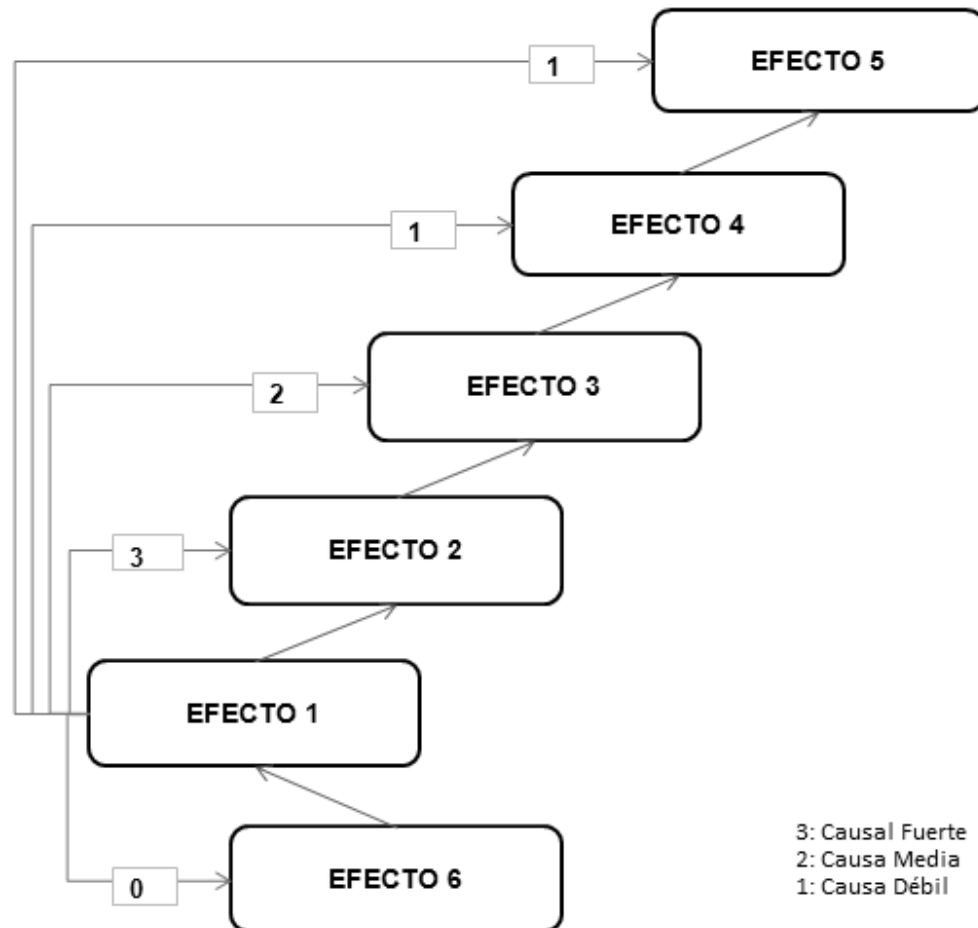 1
EFECTO 5
1
EFECTO 4
2
EFECTO 3
3
EFECTO 2
EFECTO 1
0
EFECTO 6
3: Causal Fuerte
2: Causa Media
1: Causa Débil